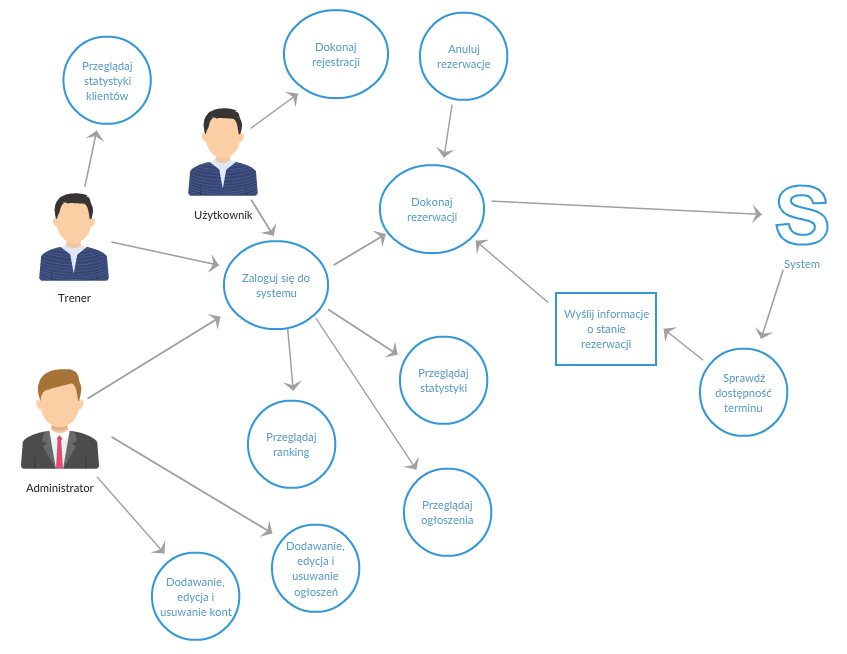 Dokonaj
rejestracji
Anuluj
rezerwacje
Przeglądaj
statystyki
klientów
Użytkownik
Dokonaj
rezerwacji
S
System
Trener
Zaloguj się do
systemu
Wyślij informacje
o stanie
rezerwacji
Przeglądaj
statystyki
Sprawdź
dostępność
terminu
Przeglądaj
ranking
Administrator
Przeglądaj
ogłoszenia
Dodawanie,
edycja i
usuwanie
ogłoszeń
Dodawanie,
edycja i
usuwanie kont